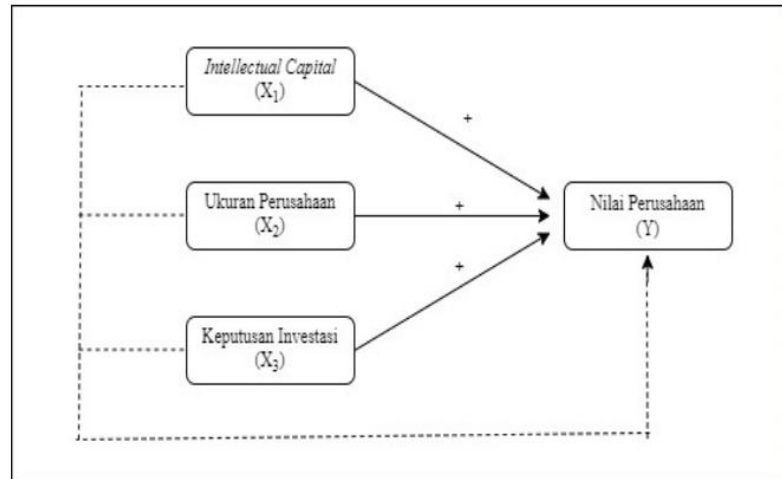 Intellectual Capital
(X₁)
+
Ukuran Perusahaan
(X₂)
+
Nilai Perusahaan
(Y)
+
Keputusan Investasi
(X₃)